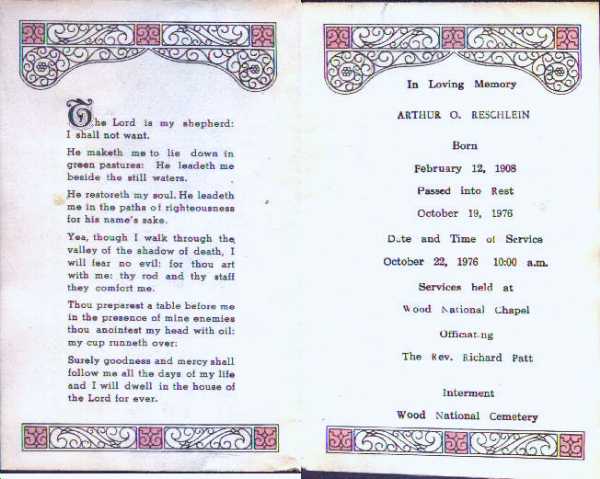 The Lord is my shepherd:
I shall not want.
He maketh me to lie down in
green pastures: He leadeth me
beside the still waters.
He restoreth my soul. He leadeth
me in the paths of righteousness
for his name's sake.
Yea, though I walk through the
valley of the shadow of death, I
will fear no evil: for thou art
with me: thy rod and thy staff
they comfort me.
Thou preparest a table before me
in the presence of mine enemies
thou anointest my head with oil:
my cup runneth over:
Surely goodness and mercy shall
follow me all the days of my life
and I will dwell in the house of
the Lord for ever.
In Loving Memory
ARTHUR O. RESCHLEIN
Born
February 12, 1908
Passed into Rest
October 19, 1976
Date and Time of Service
October 22, 1976 10:00 a.m.
Services held at
Wood National Chapel
Officiating
The Rev. Richard Patt
Interment
Wood National Cemetery